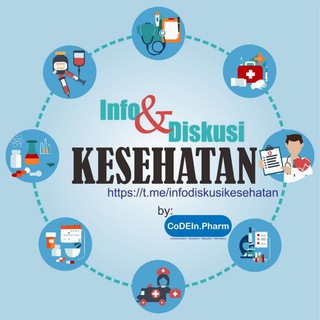 Info
&
Diskusi
KESEHATAN
https://t.me/infodiskusikesehatan
by:
CoDEIn.Pharm